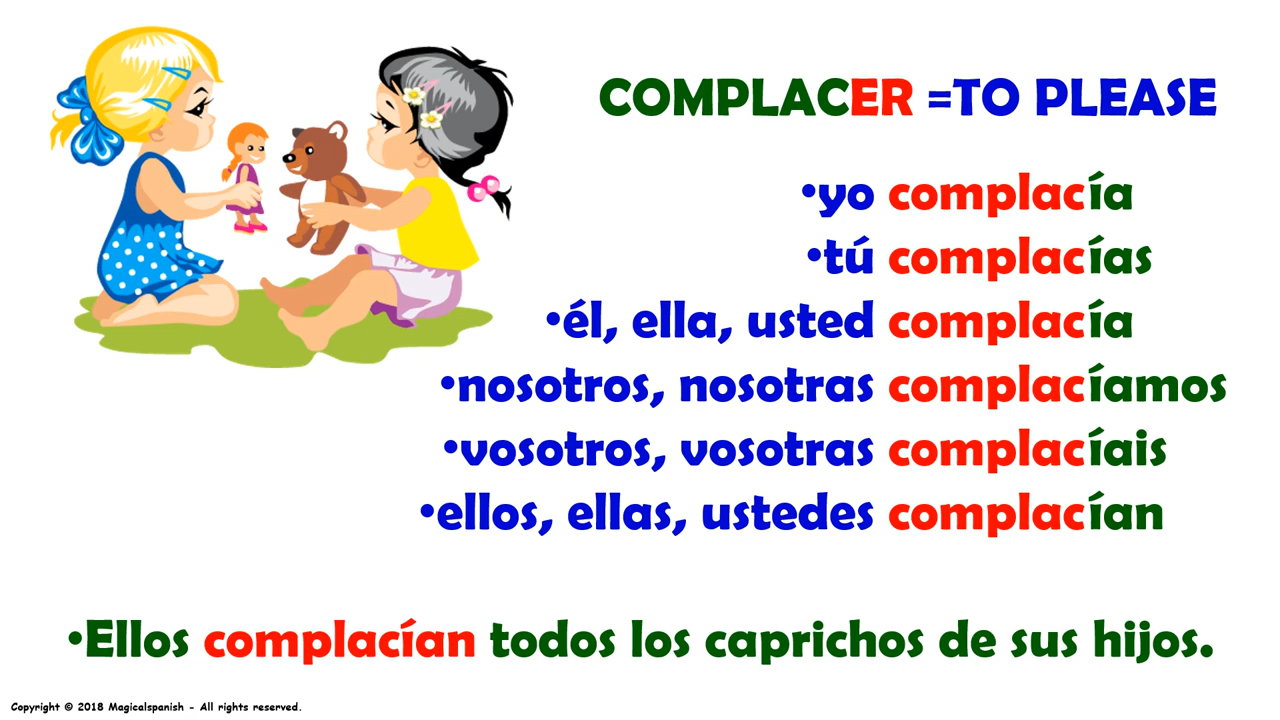 COMPLACER =TO PLEASE
•yo complacía
•tú complacías
•él, ella, usted complacía
•nosotros, nosotras complacíamos
•vosotros, vosotras complacíais
•ellos, ellas, ustedes complacían
•Ellos complacían todos los caprichos de sus hijos.
Copyright © 2018 Magicalspanish - All rights reserved.